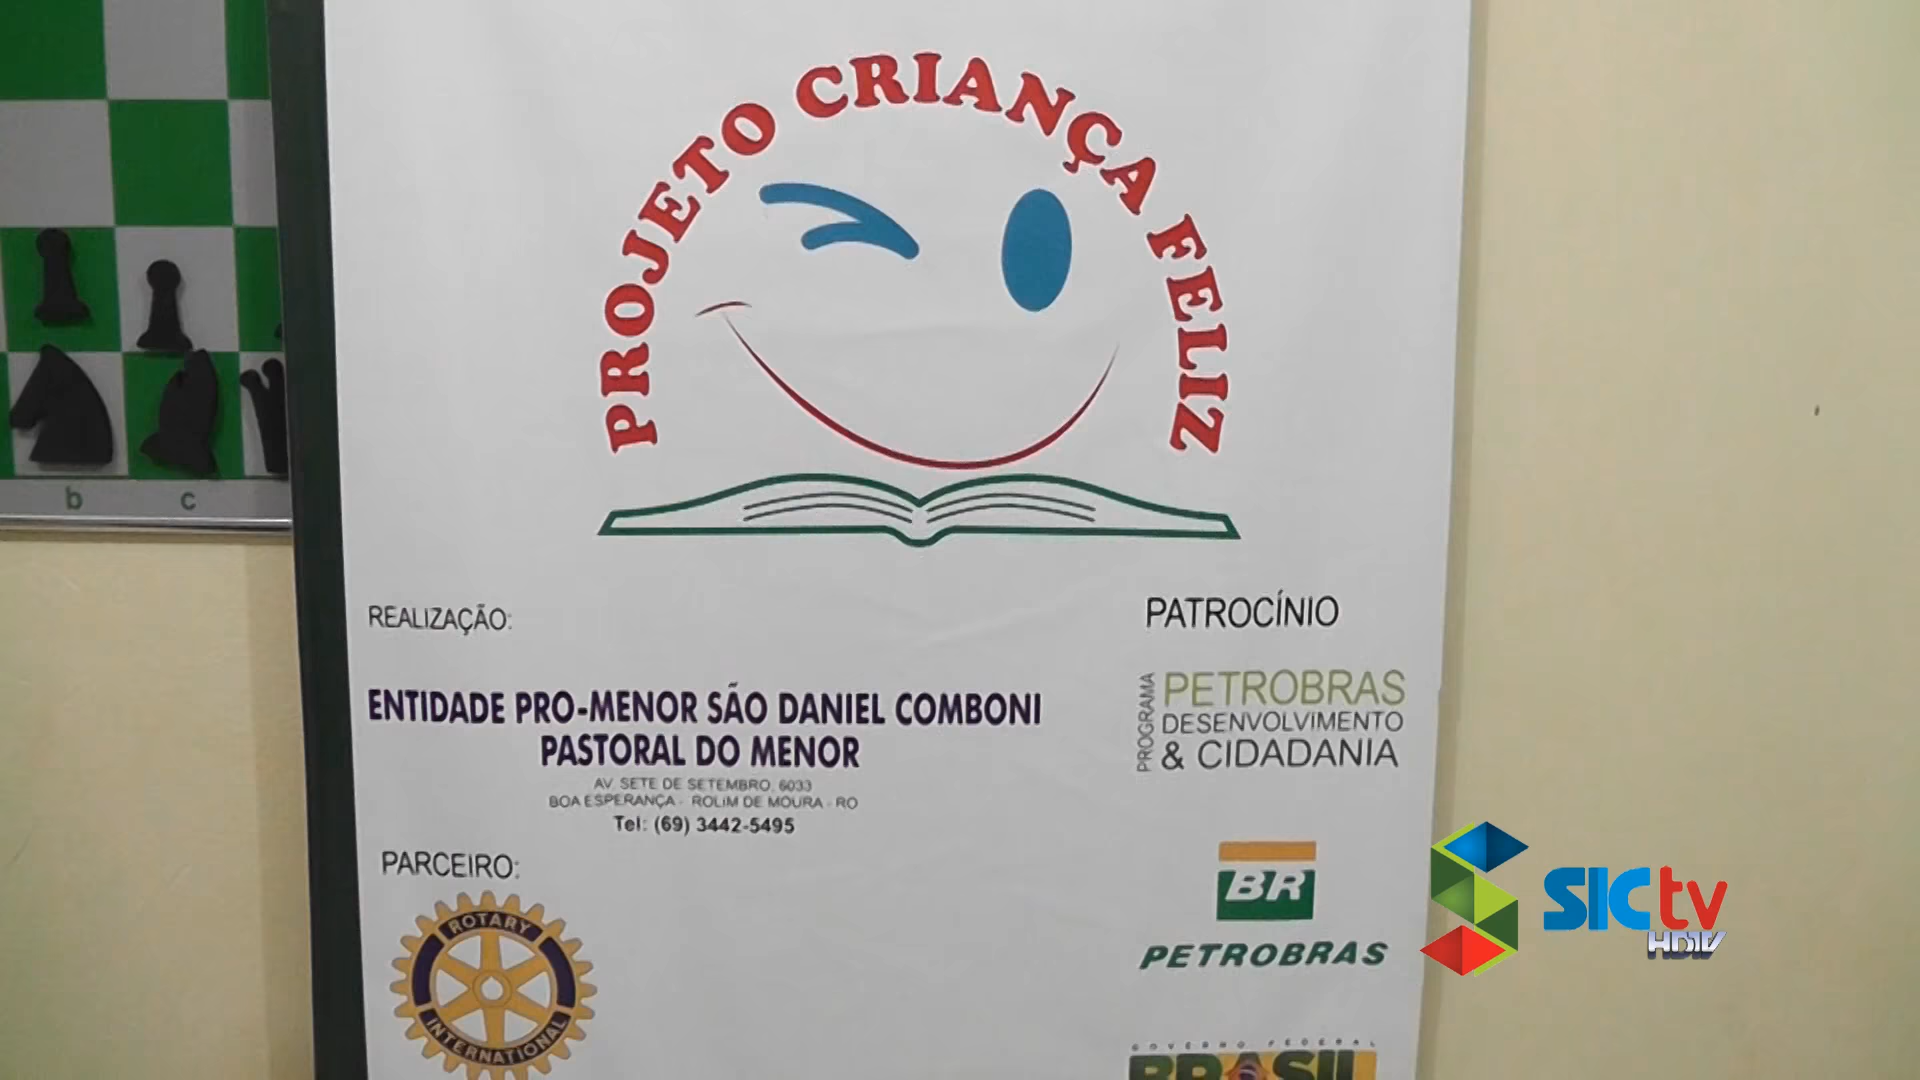 PROJETO CRIANÇA FELIZ
b c
REALIZAÇÃO:
ENTIDADE PRO-MENOR SÃO DANIEL COMBONI
PASTORAL DO MENOR
AV. SETE DE SETEMBRO, 6033
BOA ESPERANÇA - ROLIM DE MOURA - RO
Tel: (69) 3442-5495
PARCEIRO:
ROTARY
INTERNATIONAL
PATROCÍNIO
PROGRAMA
PETROBRAS
DESENVOLVIMENTO
& CIDADANIA
BR
PETROBRAS
GOVERNO FEDERAL
BRASIL
SICtv
HDTV